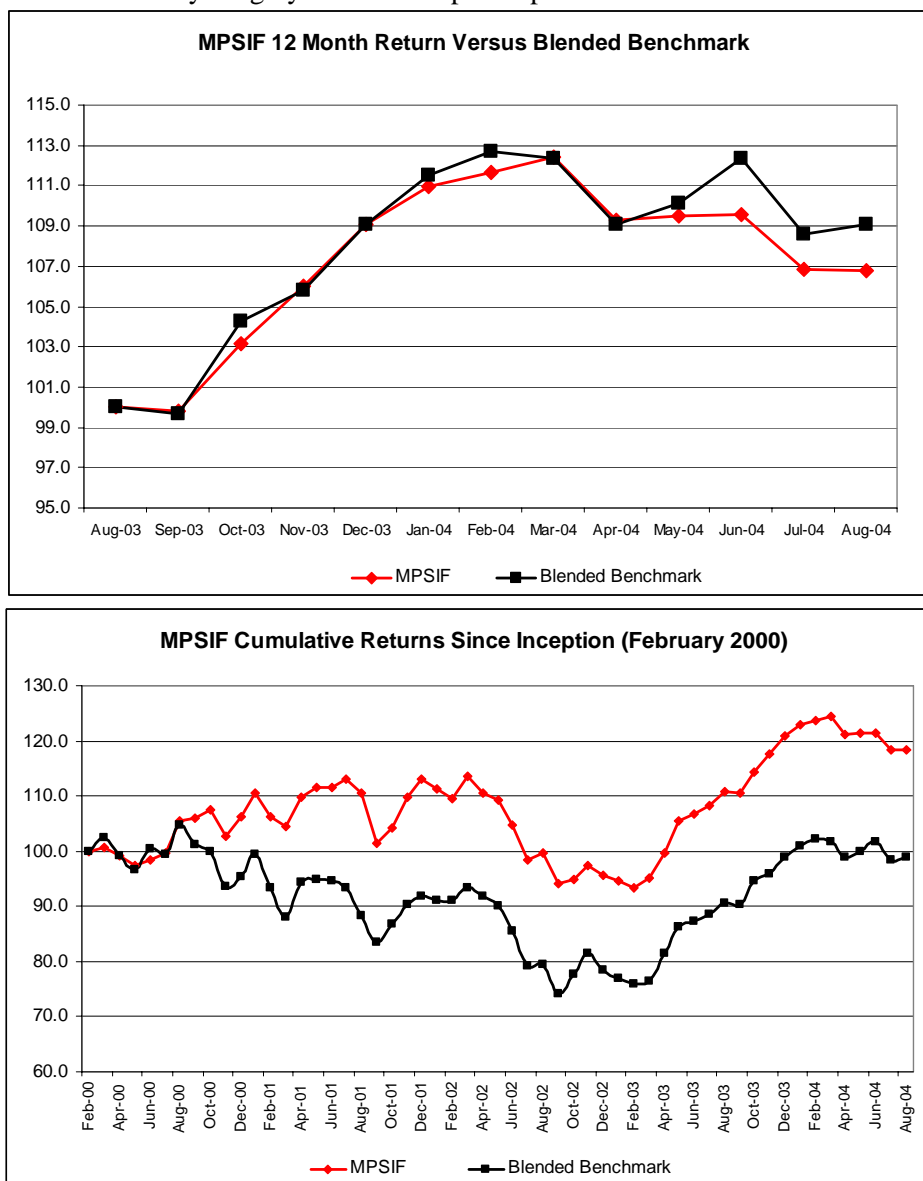 MPSIF 12 Month Return Versus Blended Benchmark
115.0
113.0
111.0
109.0
107.0
105.0
103.0
101.0
99.0
97.0
95.0
Aug-03 Sep-03 Oct-03 Nov-03 Dec-03 Jan-04 Feb-04 Mar-04 Apr-04 May-04 Jun-04 Jul-04 Aug-04
MPSIF Blended Benchmark
MPSIF Cumulative Returns Since Inception (February 2000)
130.0
120.0
110.0
100.0
90.0
80.0
70.0
60.0
Feb-00
Apr-00
Jun-00
Aug-00
Oct-00
Dec-00
Feb-01
Apr-01
Jun-01
Aug-01
Oct-01
Dec-01
Feb-02
Apr-02
Jun-02
Aug-02
Oct-02
Dec-02
Feb-03
Apr-03
Jun-03
Aug-03
Oct-03
Dec-03
Feb-04
Apr-04
Jun-04
Aug-04
MPSIF Blended Benchmark